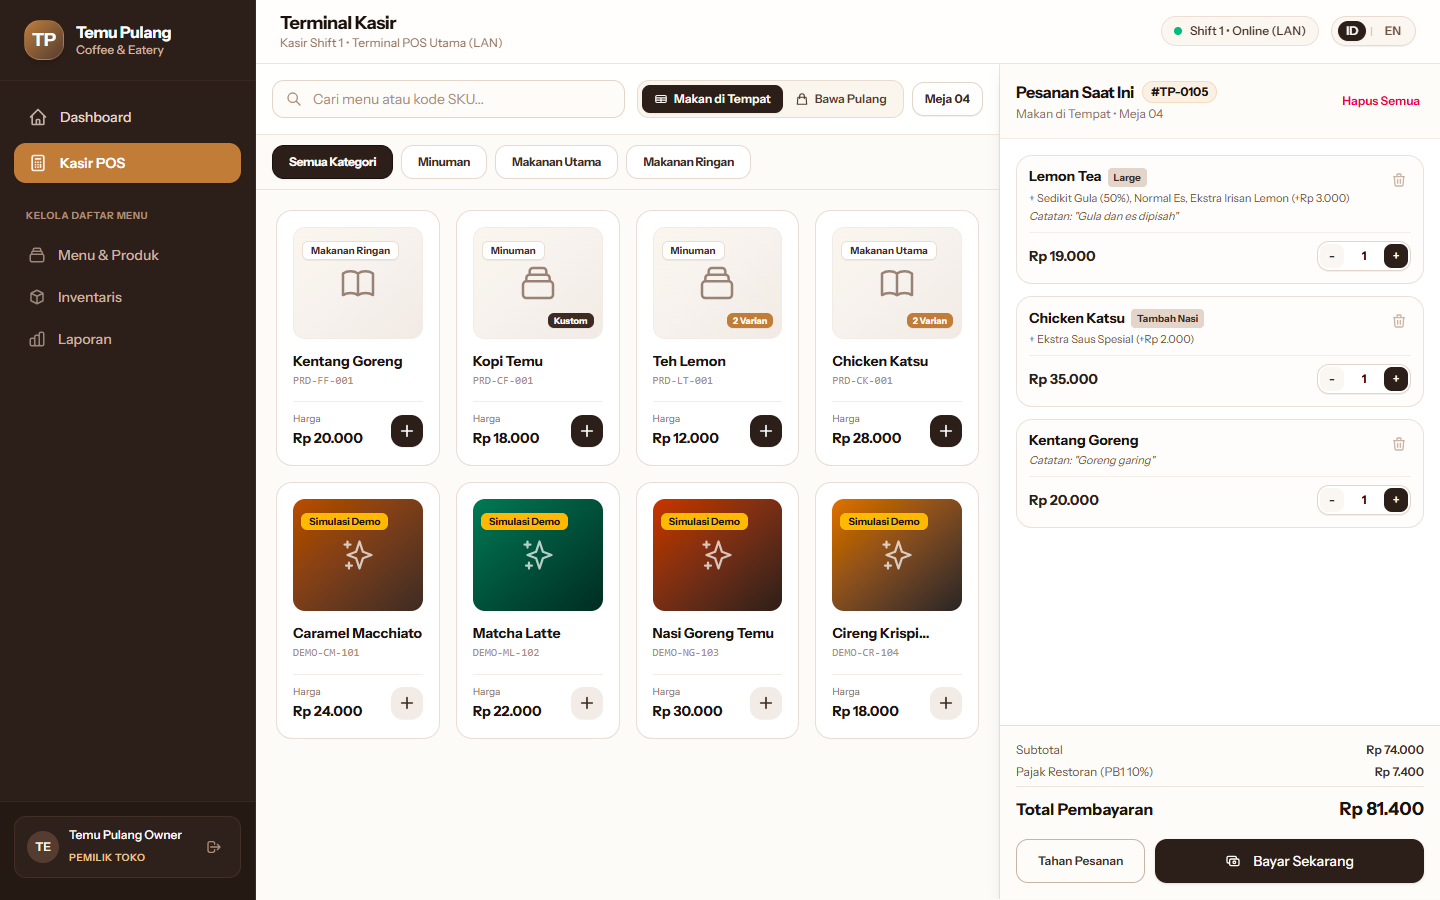 TP
Temu Pulang
Coffee & Eatery
Dashboard
Kasir POS
KELOLA DAFTAR MENU
Menu & Produk
Inventaris
Laporan
TE
Temu Pulang Owner
PEMILIK TOKO
Terminal Kasir
Kasir Shift 1 • Terminal POS Utama (LAN)
Shift 1 • Online (LAN)
ID
EN
Cari menu atau kode SKU...
Makan di Tempat
Bawa Pulang
Meja 04
Semua Kategori
Minuman
Makanan Utama
Makanan Ringan
Makanan Ringan
Kentang Goreng
PRD-FF-001
Harga
Rp 20.000
Minuman
Kustom
Kopi Temu
PRD-CF-001
Harga
Rp 18.000
Minuman
2 Varian
Teh Lemon
PRD-LT-001
Harga
Rp 12.000
Makanan Utama
2 Varian
Chicken Katsu
PRD-CK-001
Harga
Rp 28.000
Simulasi Demo
Caramel Macchiato
DEMO-CM-101
Harga
Rp 24.000
Simulasi Demo
Matcha Latte
DEMO-ML-102
Harga
Rp 22.000
Simulasi Demo
Nasi Goreng Temu
DEMO-NG-103
Harga
Rp 30.000
Simulasi Demo
Cireng Krispi...
DEMO-CR-104
Harga
Rp 18.000
Pesanan Saat Ini #TP-0105
Makan di Tempat • Meja 04
Hapus Semua
Lemon Tea Large
+ Sedikit Gula (50%), Normal Es, Ekstra Irisan Lemon (+Rp 3.000)
Catatan: "Gula dan es dipisah"
Rp 19.000
- 1 +
Chicken Katsu Tambah Nasi
+ Ekstra Saus Spesial (+Rp 2.000)
Rp 35.000
- 1 +
Kentang Goreng
Catatan: "Goreng garing"
Rp 20.000
- 1 +
Subtotal Rp 74.000
Pajak Restoran (PB1 10%) Rp 7.400
Total Pembayaran Rp 81.400
Tahan Pesanan
Bayar Sekarang